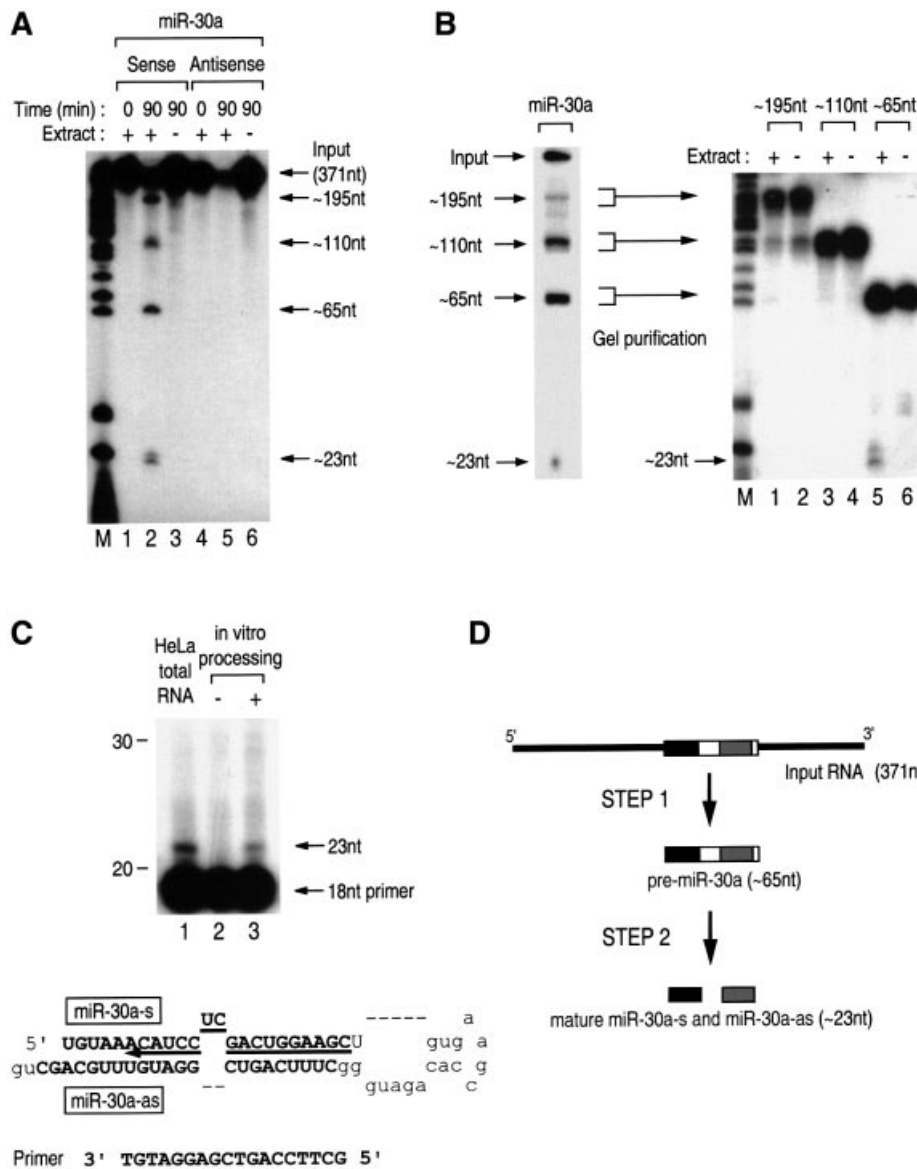 A
miR-30a
Sense Antisense
Time (min) : 0 90 90 0 90 90
Extract : + + - + + -
Input
(371nt)
~195nt
~110nt
~65nt
~23nt
M 1 2 3 4 5 6
B
miR-30a
Input
~195nt
~110nt
~65nt
~23nt
Gel purification
~195nt ~110nt ~65nt
Extract : + - + - + -
~23nt
M 1 2 3 4 5 6
C
HeLa
total
RNA
in vitro
processing
- +
30
20
23nt
18nt primer
1 2 3
miR-30a-s
UC ----- a
5' UGUAAACAUCC GACUGGAAGCU gug a
guCGACGUUUGUAGG CUGACUUUCgg cac g
-- guaga c
miR-30a-as
Primer 3' TGTAGGAGCTGACCTTCG 5'
D
5' 3'
Input RNA (371n
STEP 1
pre-miR-30a (~65nt)
STEP 2
mature miR-30a-s and miR-30a-as (~23nt)